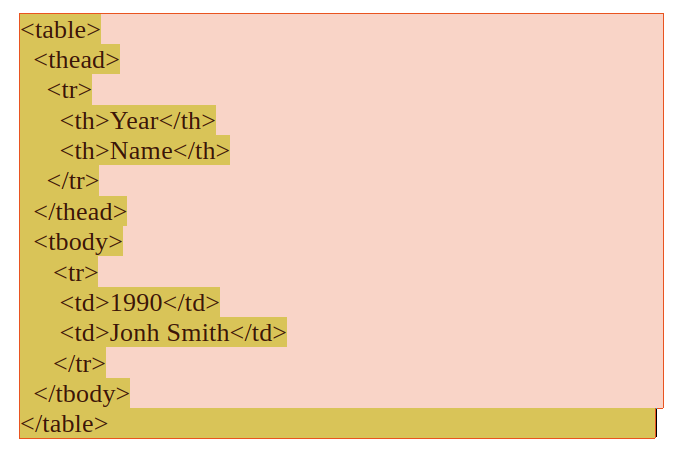 <table>
  <thead>
    <tr>
      <th>Year</th>
      <th>Name</th>
    </tr>
  </thead>
  <tbody>
     <tr>
      <td>1990</td>
      <td>Jonh Smith</td>
     </tr>
  </tbody>
</table>